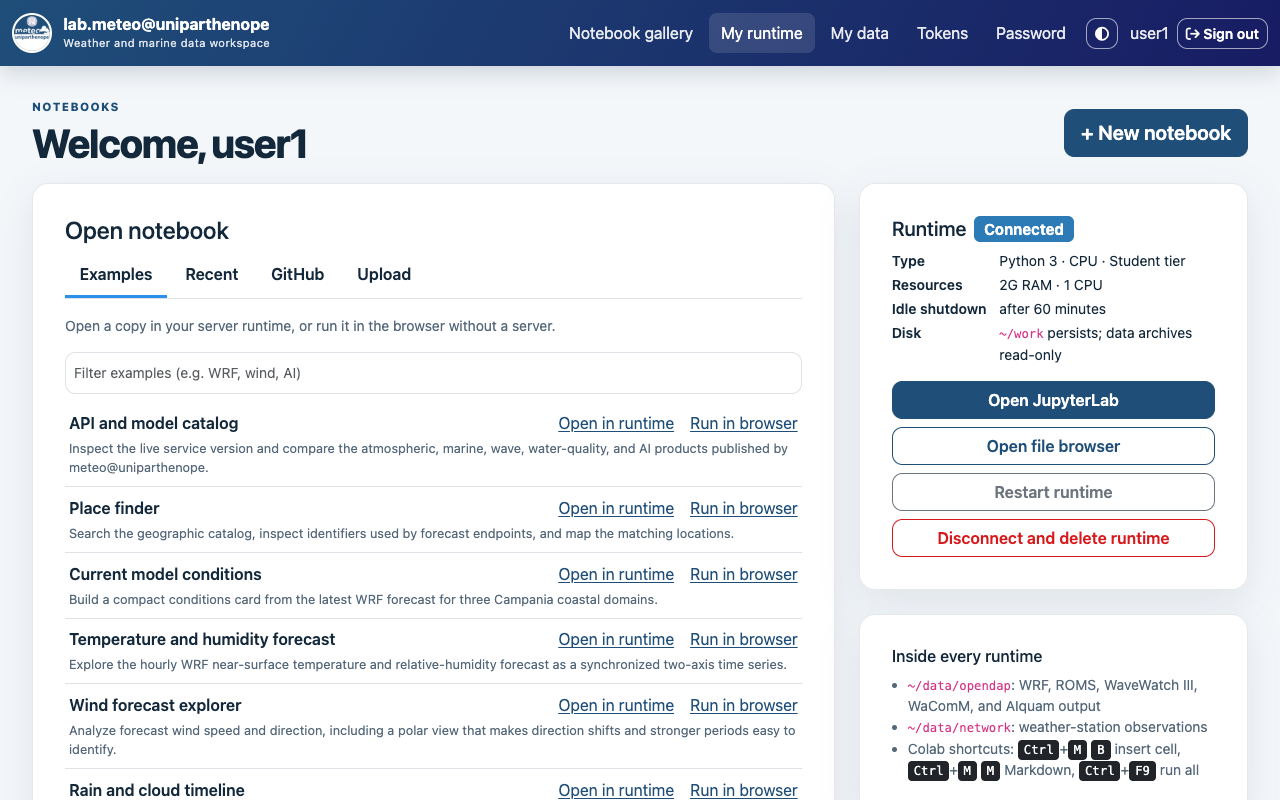 lab.meteo@uniparthenope
Weather and marine data workspace
Notebook gallery
My runtime
My data
Tokens
Password
user1
Sign out
NOTEBOOKS
Welcome, user1
+ New notebook
Open notebook
Examples
Recent
GitHub
Upload
Open a copy in your server runtime, or run it in the browser without a server.
Filter examples (e.g. WRF, wind, AI)
API and model catalog
Open in runtime
Run in browser
Inspect the live service version and compare the atmospheric, marine, wave, water-quality, and AI products published by
meteo@uniparthenope.
Place finder
Open in runtime
Run in browser
Search the geographic catalog, inspect identifiers used by forecast endpoints, and map the matching locations.
Current model conditions
Open in runtime
Run in browser
Build a compact conditions card from the latest WRF forecast for three Campania coastal domains.
Temperature and humidity forecast
Open in runtime
Run in browser
Explore the hourly WRF near-surface temperature and relative-humidity forecast as a synchronized two-axis time series.
Wind forecast explorer
Open in runtime
Run in browser
Analyze forecast wind speed and direction, including a polar view that makes direction shifts and stronger periods easy to
identify.
Rain and cloud timeline
Open in runtime
Run in browser
Runtime Connected
Type Python 3 · CPU · Student tier
Resources 2G RAM · 1 CPU
Idle shutdown after 60 minutes
Disk ~/work persists; data archives
read-only
Open JupyterLab
Open file browser
Restart runtime
Disconnect and delete runtime
Inside every runtime
• ~/data/opendap: WRF, ROMS, WaveWatch III,
WaComM, and AIquam output
• ~/data/network: weather-station observations
• Colab shortcuts: Ctrl+M B insert cell,
Ctrl+M M Markdown, Ctrl+F9 run all